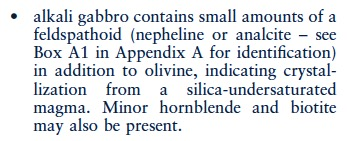 • alkali gabbro contains small amounts of a
feldspathoid (nepheline or analcite – see
Box A1 in Appendix A for identification)
in addition to olivine, indicating crystal-
lization from a silica-undersaturated
magma. Minor hornblende and biotite
may also be present.